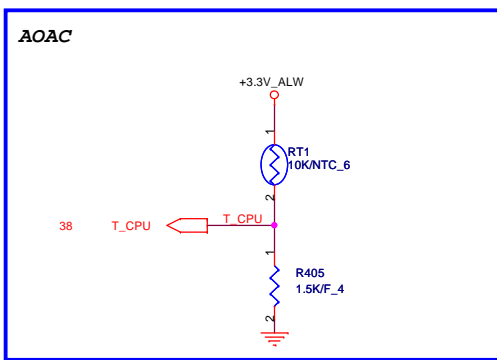 AOAC
+3.3V_ALW
1
RT1
10K/NTC_6
2
38 T_CPU T_CPU
1
R405
1.5K/F_4
2